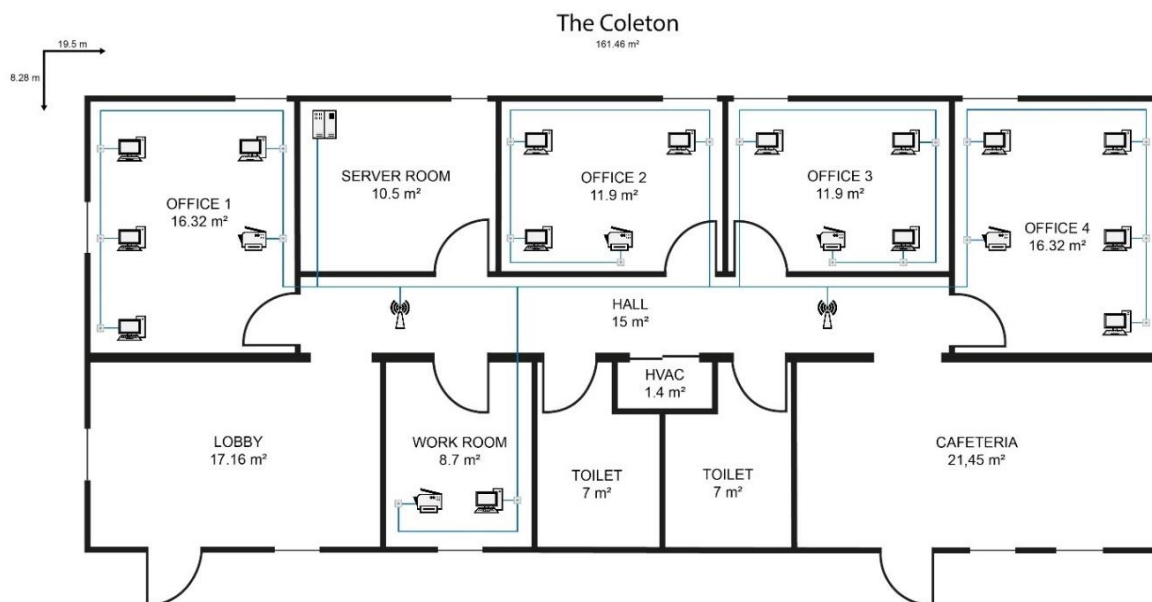 The Coleton
161.46 m²
19.5 m
8.28 m
OFFICE 1
16.32 m²
SERVER ROOM
10.5 m²
OFFICE 2
11.9 m²
OFFICE 3
11.9 m²
OFFICE 4
16.32 m²
HALL
15 m²
HVAC
1.4 m²
LOBBY
17.16 m²
WORK ROOM
8.7 m²
TOILET
7 m²
TOILET
7 m²
CAFETERIA
21,45 m²